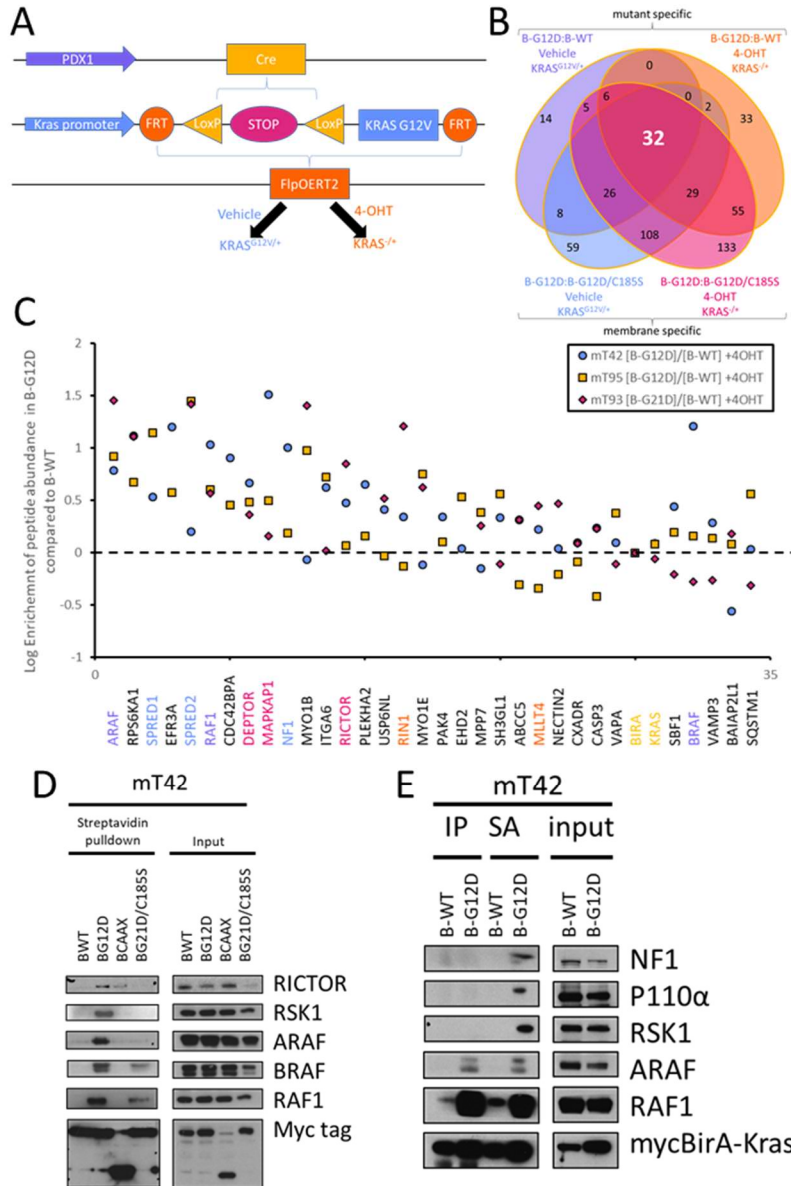 A
PDX1
Cre
Kras promoter
FRT
LoxP
STOP
LoxP
KRAS G12V
FRT
FlpOERT2
Vehicle
4-OHT
KRASG12V/+
KRAS-/+
B
mutant specific
B-G12D:B-WT
Vehicle
KRASG12V/+
B-G12D:B-WT
4-OHT
KRAS-/+
0
14
5
6
0
2
33
32
26
29
55
8
59
108
133
B-G12D:B-G12D/C185S
Vehicle
KRASG12V/+
B-G12D:B-G12D/C185S
4-OHT
KRAS-/+
membrane specific
C
mT42 [B-G12D]/[B-WT] +4OHT
mT95 [B-G12D]/[B-WT] +4OHT
mT93 [B-G21D]/[B-WT] +4OHT
Log Enrichemnt of peptide abundance in B-G12D
compared to B-WT
2
1.5
1
0.5
0
-0.5
-1
0
35
ARAF
RPS6KA1
SPRED1
EFR3A
SPRED2
RAF1
CDC42BPA
DEPTOR
MAPKAP1
NF1
MYO1B
ITGA6
RICTOR
PLEKHA2
USP6NL
RIN1
MYO1E
PAK4
EHD2
MPP7
SH3GL1
ABCC5
MLLT4
NECTIN2
CXADR
CASP3
VAPA
BIRA
KRAS
SBF1
BRAF
VAMP3
BAIAP2L1
SQSTM1
D
mT42
Streptavidin
pulldown
Input
BWT
BG12D
BCAAX
BG21D/C185S
BWT
BG12D
BCAAX
BG21D/C185S
RICTOR
RSK1
ARAF
BRAF
RAF1
Myc tag
E
mT42
IP
SA
input
B-WT
B-G12D
B-WT
B-G12D
B-WT
B-G12D
NF1
P110α
RSK1
ARAF
RAF1
mycBirA-Kras